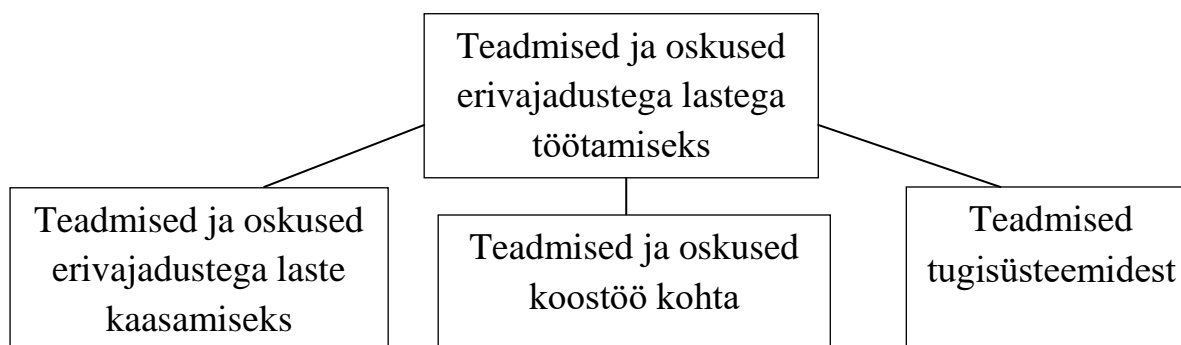 Teadmised ja oskused
erivajadustega lastega
töötamiseks
Teadmised ja oskused
erivajadustega laste
kaasamiseks
Teadmised ja oskused
koostöö kohta
Teadmised
tugisüsteemidest